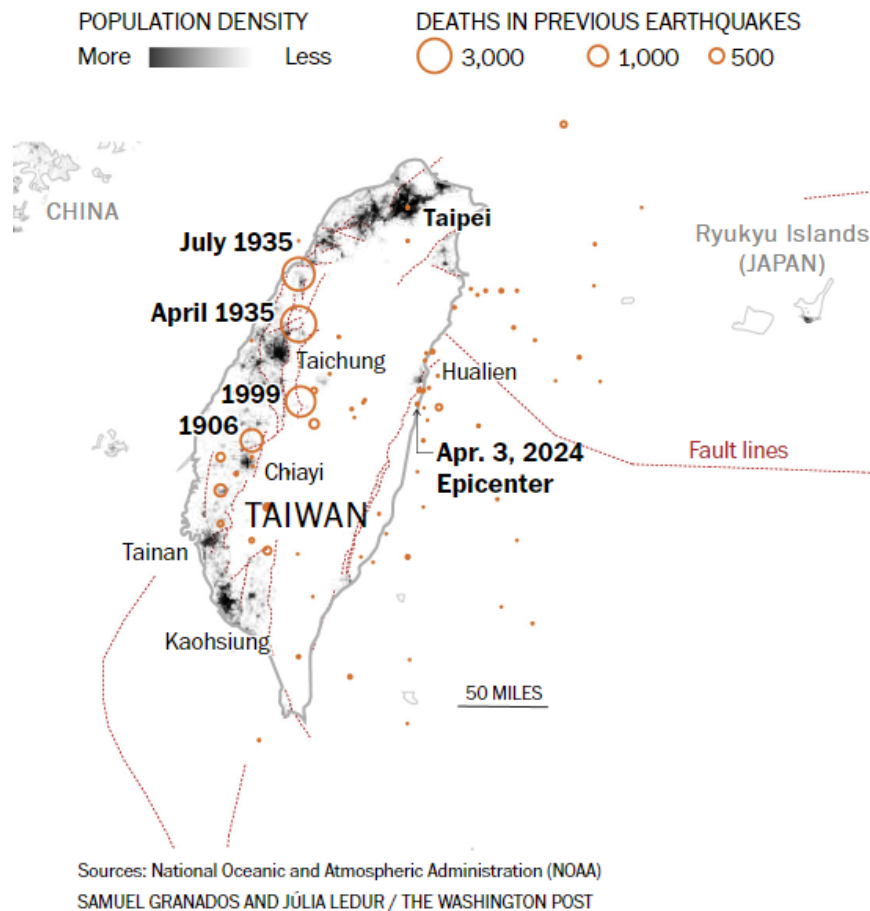 POPULATION DENSITY
More Less
DEATHS IN PREVIOUS EARTHQUAKES
3,000 1,000 500
CHINA
Taipei
July 1935
Ryukyu Islands
(JAPAN)
April 1935
Taichung
Hualien
1999
1906
Apr. 3, 2024
Epicenter
Fault lines
Chiayi
TAIWAN
Tainan
Kaohsiung
50 MILES
Sources: National Oceanic and Atmospheric Administration (NOAA)
SAMUEL GRANADOS AND JÚLIA LEDUR / THE WASHINGTON POST